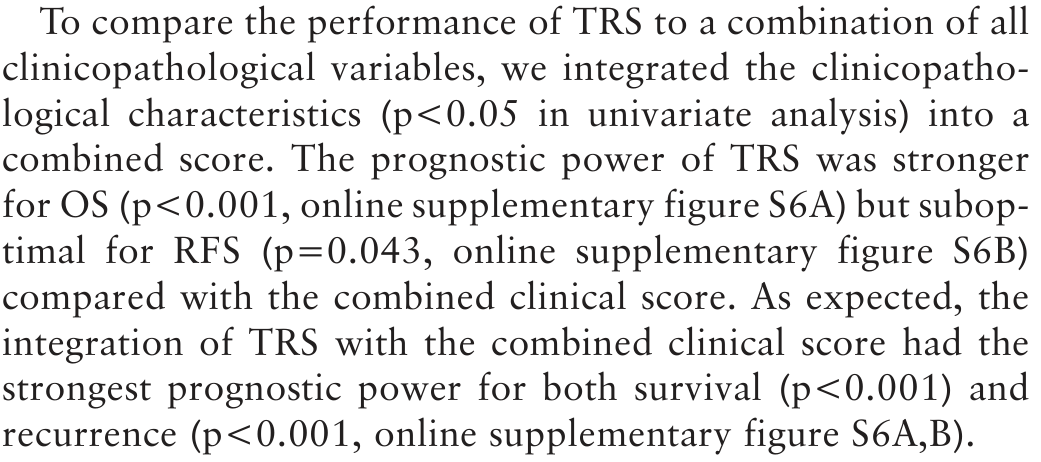 To compare the performance of TRS to a combination of all
clinicopathological variables, we integrated the clinicopatho-
logical characteristics (p<0.05 in univariate analysis) into a
combined score. The prognostic power of TRS was stronger
for OS (p<0.001, online supplementary figure S6A) but subop-
timal for RFS (p=0.043, online supplementary figure S6B)
compared with the combined clinical score. As expected, the
integration of TRS with the combined clinical score had the
strongest prognostic power for both survival (p<0.001) and
recurrence (p<0.001, online supplementary figure S6A,B).